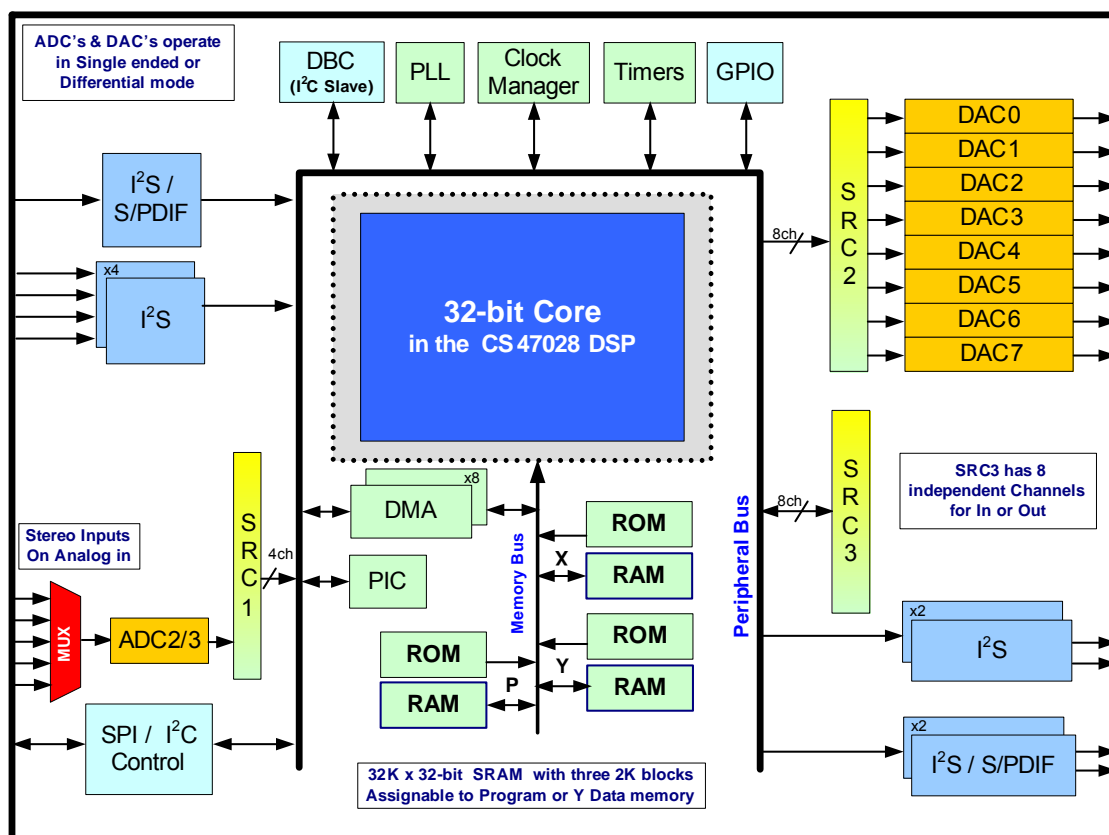 ADC's & DAC's operate
in Single ended or
Differential mode
DBC
(I²C Slave)
PLL
Clock
Manager
Timers
GPIO
I²S /
S/PDIF
x4
I²S
32-bit Core
in the CS47028 DSP
8ch
SRC2
DAC0
DAC1
DAC2
DAC3
DAC4
DAC5
DAC6
DAC7
Stereo Inputs
On Analog in
MUX
ADC2/3
SRC1
4ch
x8
DMA
PIC
Memory Bus
ROM
X
RAM
ROM
Y
RAM
ROM
P
RAM
Peripheral Bus
8ch
SRC3
SRC3 has 8
independent Channels
for In or Out
x2
I²S
SPI / I²C
Control
32K x 32-bit SRAM with three 2K blocks
Assignable to Program or Y Data memory
x2
I²S / S/PDIF